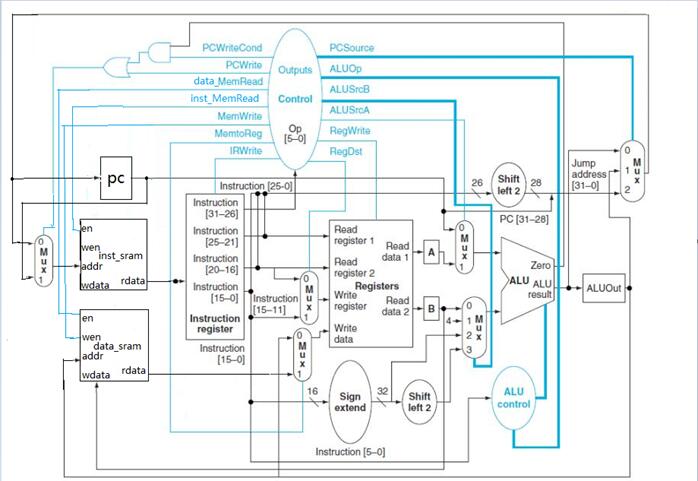 PCWriteCond
PCWrite
data_MemRead
inst_MemRead
MemWrite
MemtoReg
IRWrite
Outputs
Control
Op
[5–0]
PCSource
ALUOp
ALUSrcB
ALUSrcA
RegWrite
RegDst
pc
Instruction [25-0]
26
Shift
left 2
28
Jump
address
[31–0]
0
1
2
M
u
x
PC [31–28]
0
M
u
x
1
en
wen
inst_sram
addr
wdata
rdata
Instruction
[31–26]
Instruction
[25–21]
Instruction
[20–16]
Instruction
[15–0]
Instruction
register
Instruction
[15–0]
Instruction
[15–11]
0
M
u
x
1
Read
register 1
Read
register 2
Registers
Write
register
Write
data
Read
data 1
Read
data 2
A
B
0
M
u
x
1
4
0
1
2
3
M
u
x
Zero
ALU
ALU
result
ALUOut
en
wen
data_sram
addr
wdata
rdata
0
M
u
x
1
16
Sign
extend
32
Shift
left 2
ALU
control
Instruction [5–0]